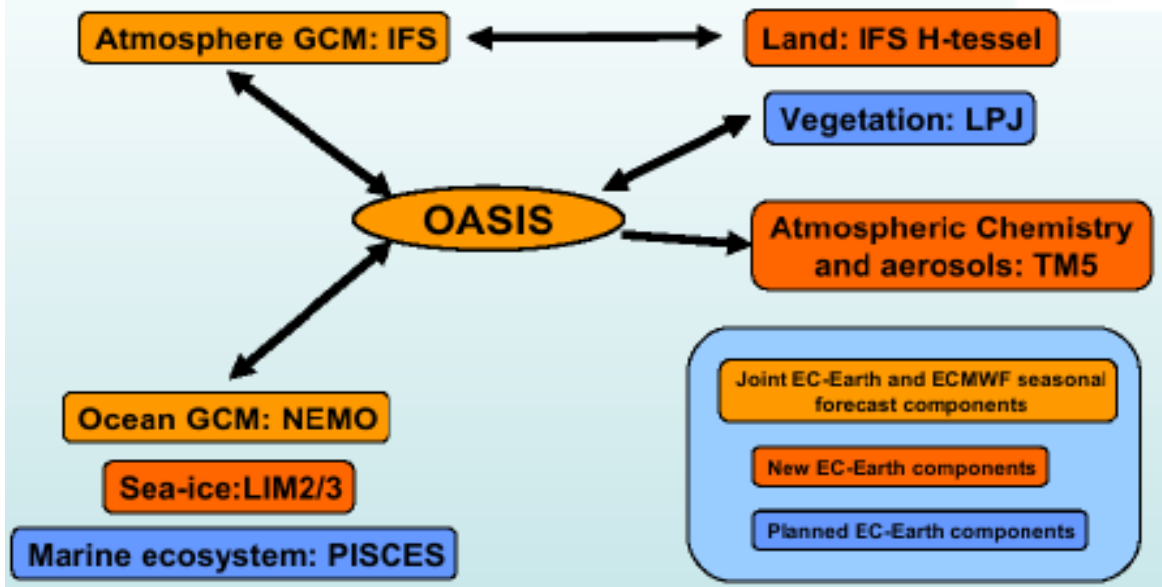 Atmosphere GCM: IFS
Land: IFS H-tessel
Vegetation: LPJ
OASIS
Atmospheric Chemistry
and aerosols: TM5
Joint EC-Earth and ECMWF seasonal
forecast components
Ocean GCM: NEMO
New EC-Earth components
Sea-ice:LIM2/3
Planned EC-Earth components
Marine ecosystem: PISCES